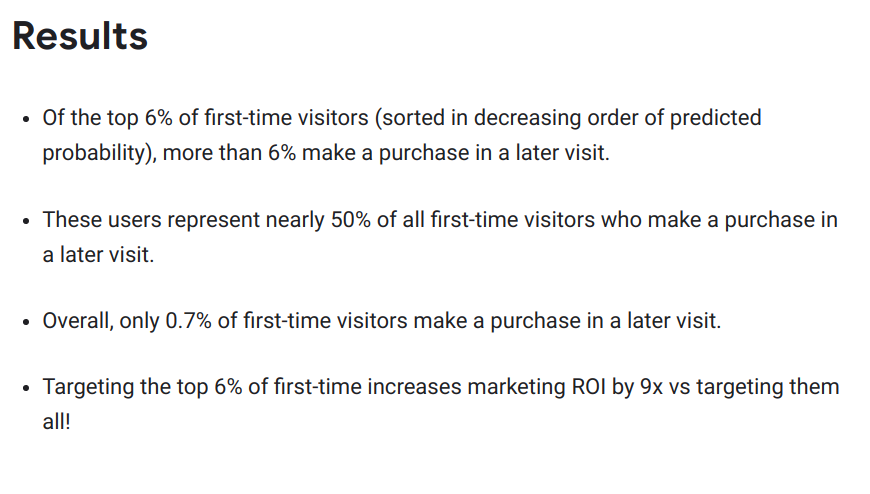 Results
• Of the top 6% of first-time visitors (sorted in decreasing order of predicted
probability), more than 6% make a purchase in a later visit.
• These users represent nearly 50% of all first-time visitors who make a purchase in
a later visit.
• Overall, only 0.7% of first-time visitors make a purchase in a later visit.
• Targeting the top 6% of first-time increases marketing ROI by 9x vs targeting them
all!